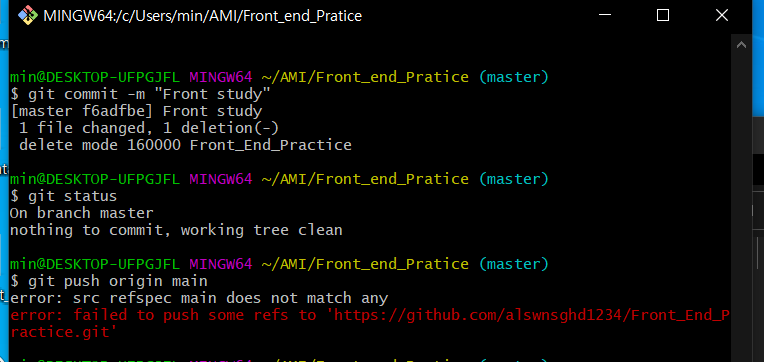 MINGW64:/c/Users/min/AMI/Front_end_Pratice
min@DESKTOP-UFPGJFL MINGW64 ~/AMI/Front_end_Pratice (master)
$ git commit -m "Front study"
[master f6adfbe] Front study
 1 file changed, 1 deletion(-)
 delete mode 160000 Front_End_Practice
min@DESKTOP-UFPGJFL MINGW64 ~/AMI/Front_end_Pratice (master)
$ git status
On branch master
nothing to commit, working tree clean
min@DESKTOP-UFPGJFL MINGW64 ~/AMI/Front_end_Pratice (master)
$ git push origin main
error: src refspec main does not match any
error: failed to push some refs to 'https://github.com/alswnsghd1234/Front_End_P
ractice.git'